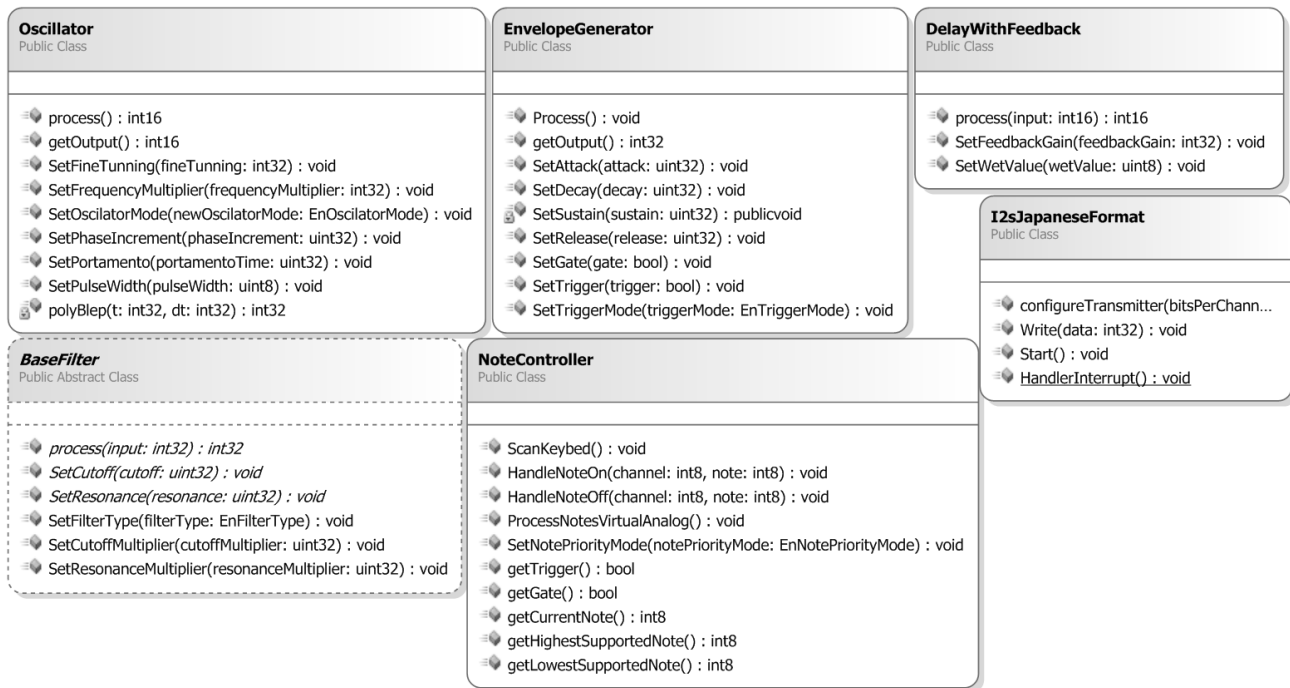 Oscillator
Public Class
process() : int16
getOutput() : int16
SetFineTunning(fineTunning: int32) : void
SetFrequencyMultiplier(frequencyMultiplier: int32) : void
SetOscilatorMode(newOscilatorMode: EnOscilatorMode) : void
SetPhaseIncrement(phaseIncrement: uint32) : void
SetPortamento(portamentoTime: uint32) : void
SetPulseWidth(pulseWidth: uint8) : void
polyBlep(t: int32, dt: int32) : int32
EnvelopeGenerator
Public Class
Process() : void
getOutput() : int32
SetAttack(attack: uint32) : void
SetDecay(decay: uint32) : void
SetSustain(sustain: uint32) : publicvoid
SetRelease(release: uint32) : void
SetGate(gate: bool) : void
SetTrigger(trigger: bool) : void
SetTriggerMode(triggerMode: EnTriggerMode) : void
DelayWithFeedback
Public Class
process(input: int16) : int16
SetFeedbackGain(feedbackGain: int32) : void
SetWetValue(wetValue: uint8) : void
I2sJapaneseFormat
Public Class
configureTransmitter(bitsPerChann...
Write(data: int32) : void
Start() : void
HandlerInterrupt() : void
BaseFilter
Public Abstract Class
process(input: int32) : int32
SetCutoff(cutoff: uint32) : void
SetResonance(resonance: uint32) : void
SetFilterType(filterType: EnFilterType) : void
SetCutoffMultiplier(cutoffMultiplier: uint32) : void
SetResonanceMultiplier(resonanceMultiplier: uint32) : void
NoteController
Public Class
ScanKeybed() : void
HandleNoteOn(channel: int8, note: int8) : void
HandleNoteOff(channel: int8, note: int8) : void
ProcessNotesVirtualAnalog() : void
SetNotePriorityMode(notePriorityMode: EnNotePriorityMode) : void
getTrigger() : bool
getGate() : bool
getCurrentNote() : int8
getHighestSupportedNote() : int8
getLowestSupportedNote() : int8